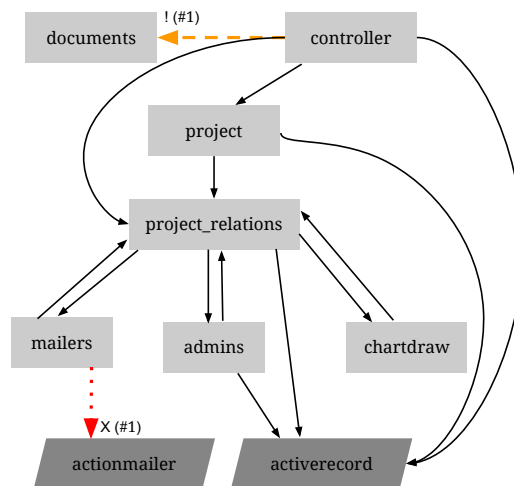 ! (#1)
documents
controller
project
project_relations
mailers
admins
chartdraw
X (#1)
actionmailer
activerecord